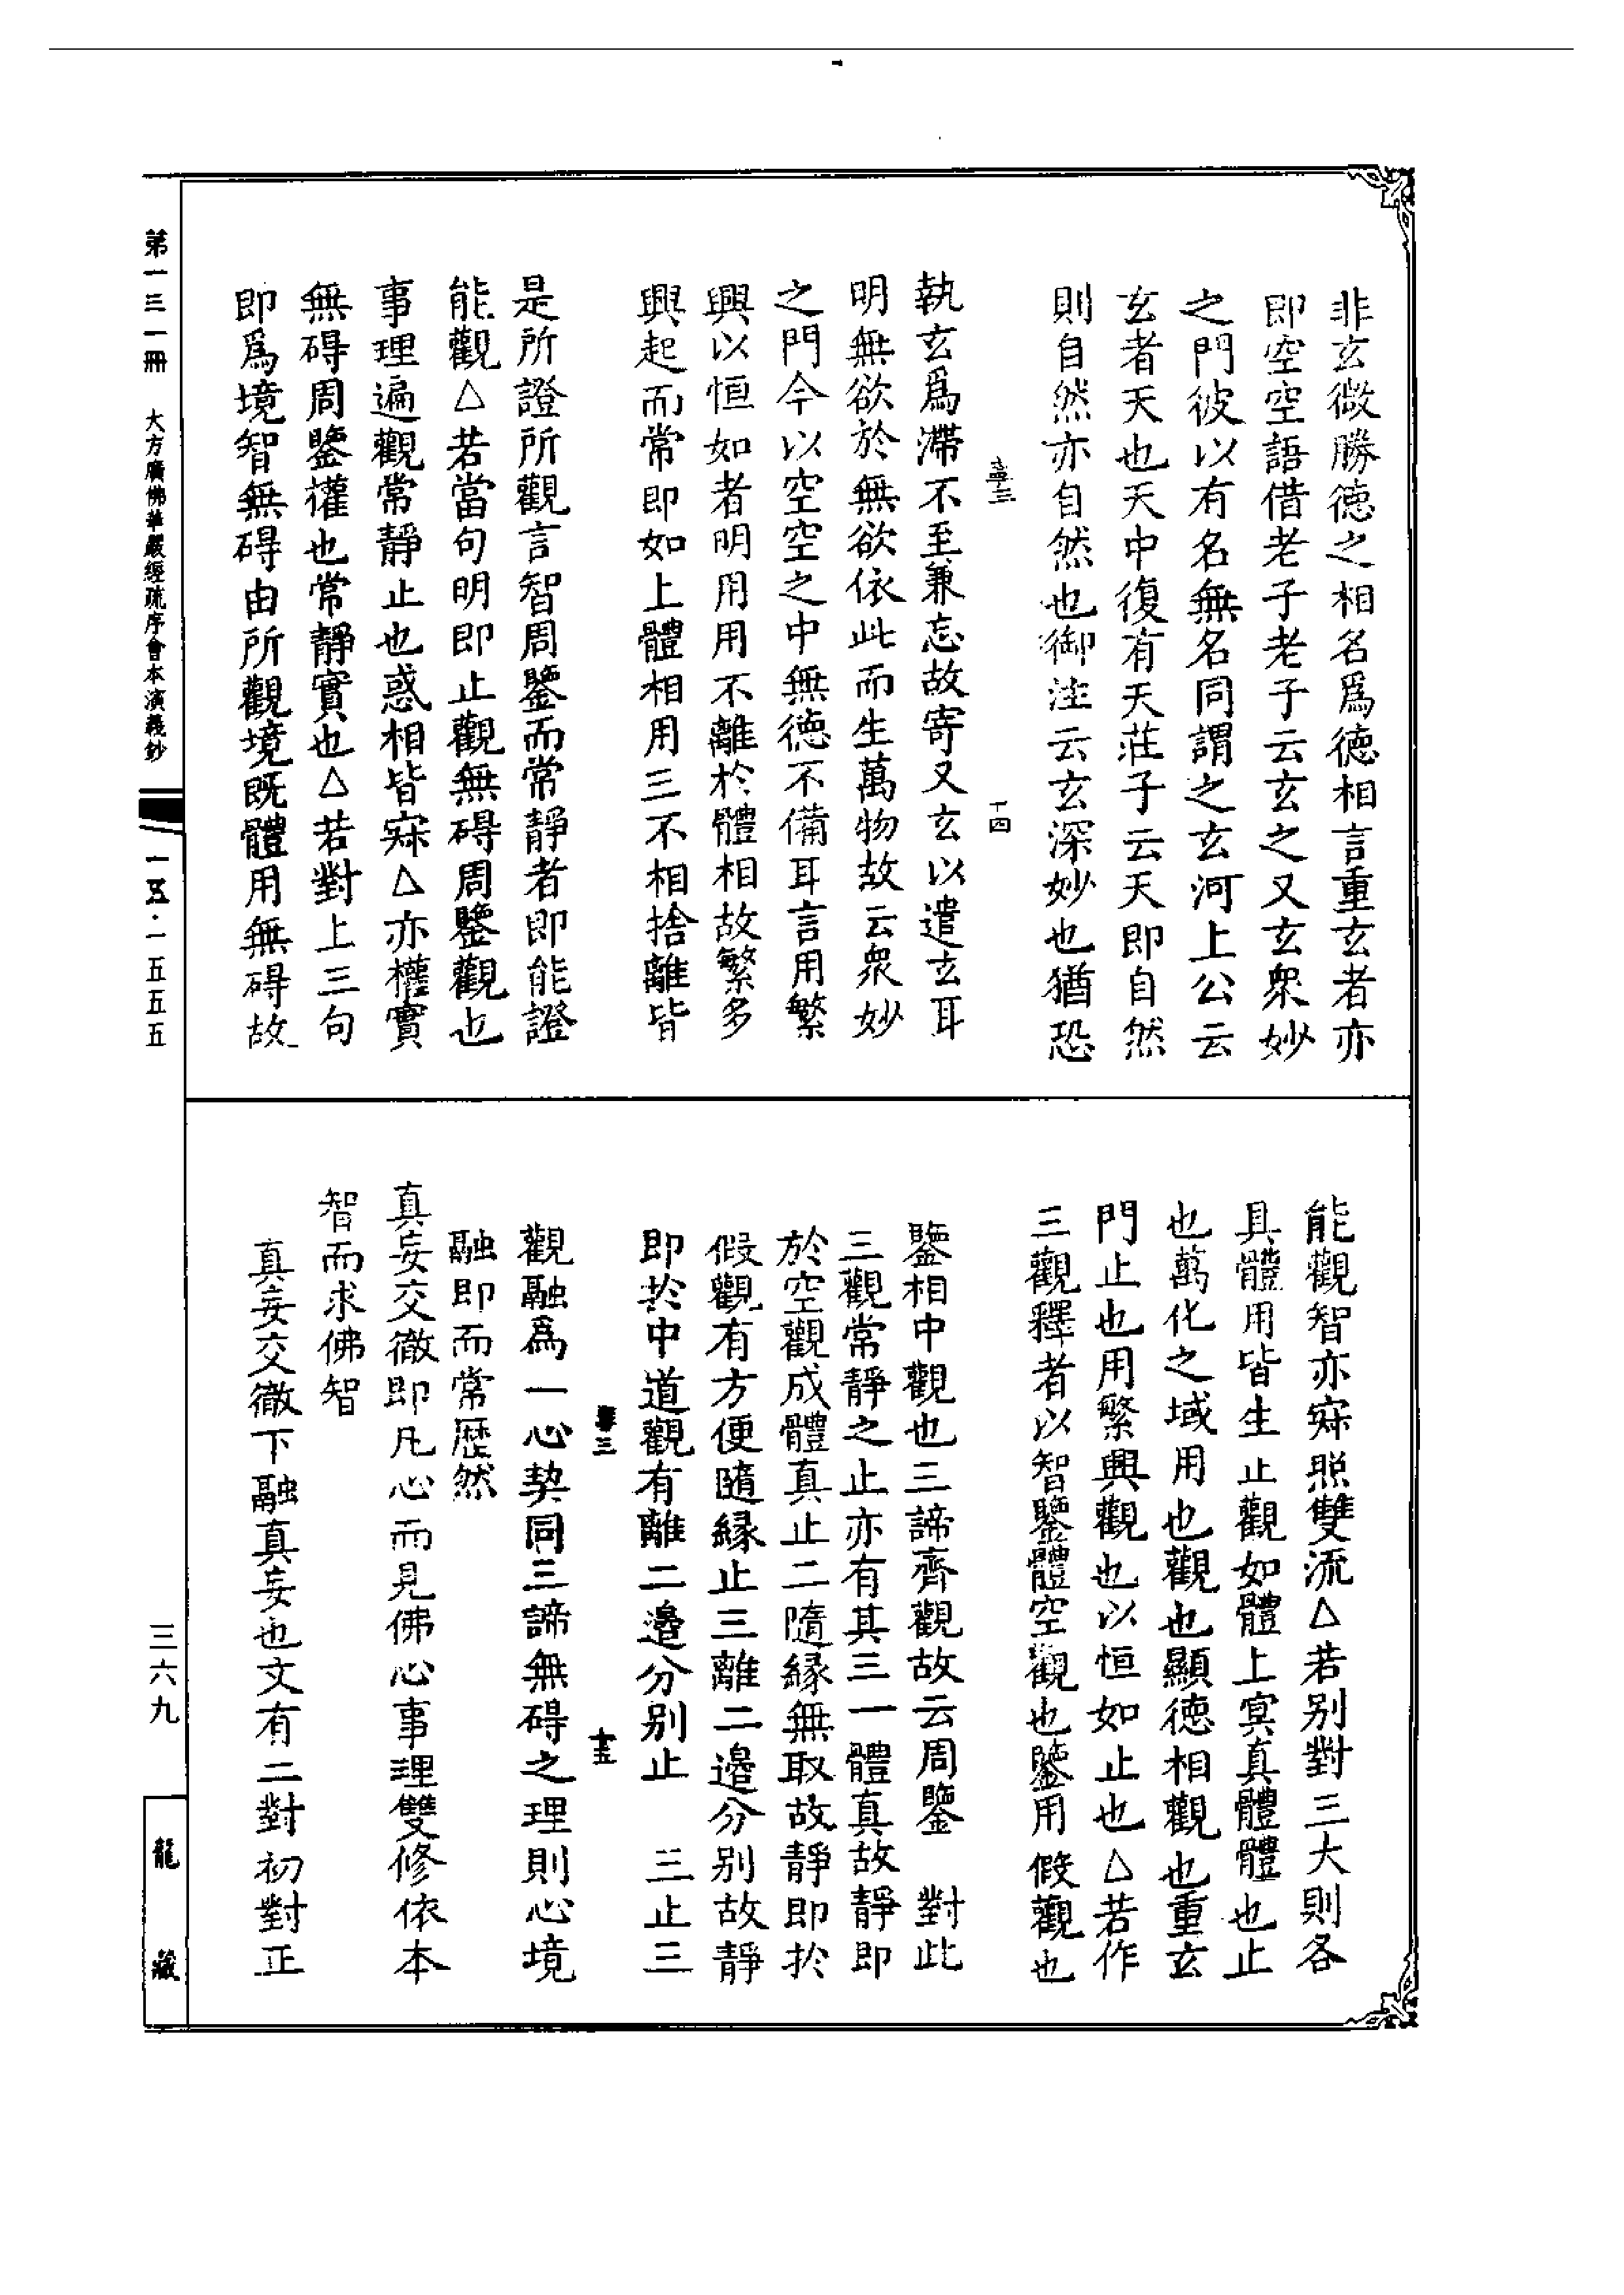 非玄微勝德之相名爲德相言重玄者亦
即空空語借老子老子云玄之又玄衆妙
之門彼以有名無名同謂之玄河上公云
玄者天也天中復有天莊子云天即自然
則自然亦自然也御注云玄深妙也猶恐
十四
執玄爲滯不至兼忘故寄又玄以遣玄耳
明無欲於無欲依此而生萬物故云衆妙
之門今以空空之中無德不備耳言用繁
興以恒如者明用用不離於體相故繁多
興起而常即如上體相用三不相捨離皆
是所證所觀言智周鑒而常靜者即能證
能觀△若當句明即止觀無礙周鑒觀也
事理遍觀常靜止也惑相皆㝛△亦權實
無碍周鑒權也常靜實也△若對上三句
即爲境智無碍由所觀境既體用無碍故
能觀智亦㝛照雙流△若別對三大則各
具體用皆生止觀如體上冥真體體也止
也萬化之域用也觀也顯德相觀也重玄
門止也用繁興觀也以恒如止也△若作
三觀釋者以智鑒體空觀也鑒用假觀也
鑒相中觀也三諦齊觀故云周鑒 對此
三觀常靜之止亦有其三一體真故靜即
於空觀成體真止二隨緣無取故靜即於
假觀有方便隨緣止三離二邊分別故靜
即於中道觀有離二邊分別止 三止三
十五
觀融爲一心契同三諦無碍之理則心境
融即而常歷然
真妄交徹即凡心而見佛心事理雙修依本
智而求佛智
真妄交徹下融真妄也文有二對初對正
第一三一冊 大方廣佛華嚴經疏序會本演義鈔
一五·一五五五
三六九
龍藏